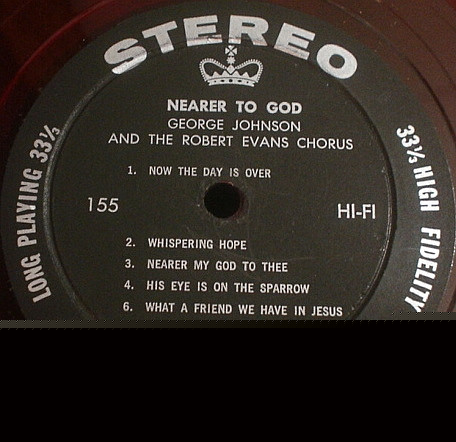 STEREO
NEARER TO GOD
GEORGE JOHNSON
AND THE ROBERT EVANS CHORUS
1. NOW THE DAY IS OVER
155
HI-FI
2. WHISPERING HOPE
3. NEARER MY GOD TO THEE
4. HIS EYE IS ON THE SPARROW
6. WHAT A FRIEND WE HAVE IN JESUS
LONG PLAYING 33⅓
33⅓ HIGH FIDELITY